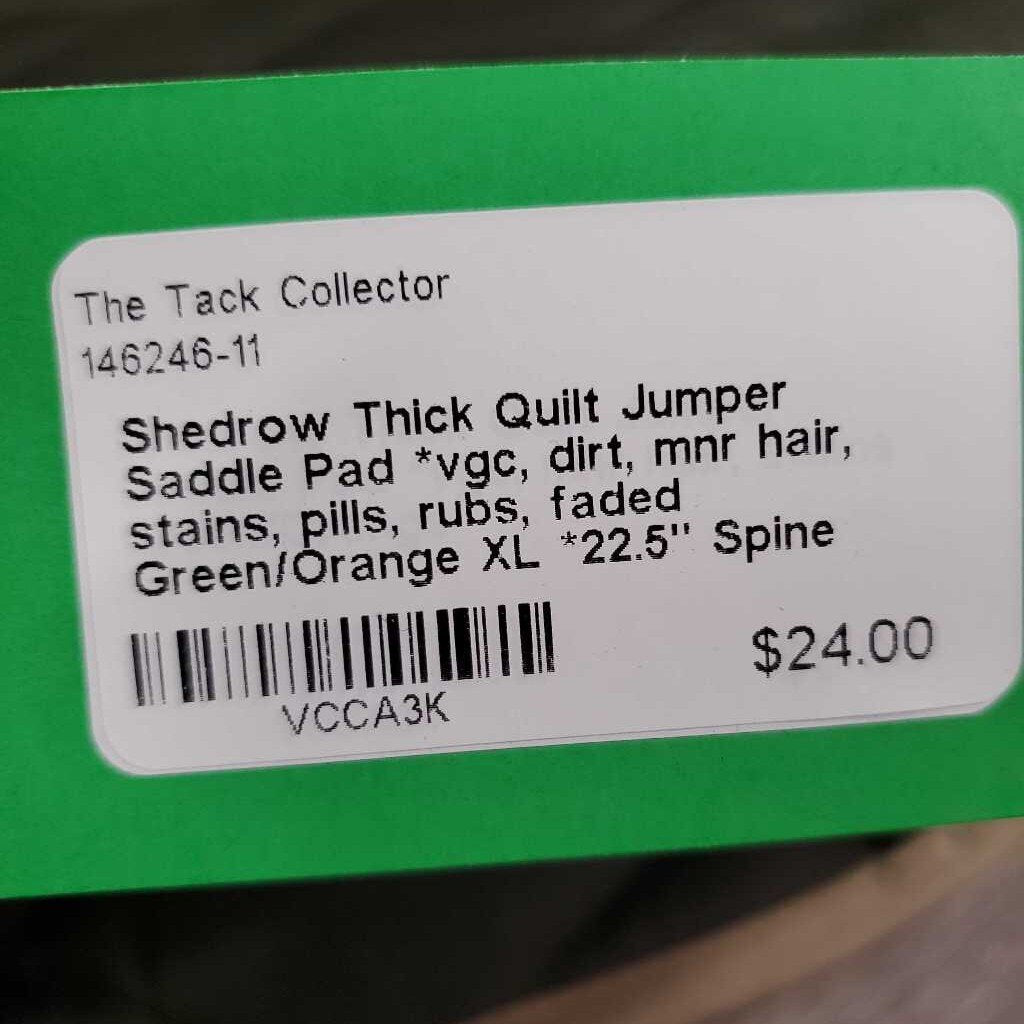 The Tack Collector
146246-11
Shedrow Thick Quilt Jumper
Saddle Pad *vgc, dirt, mnr hair,
stains, pills, rubs, faded
Green/Orange XL *22.5" Spine
$24.00
VCCA3K